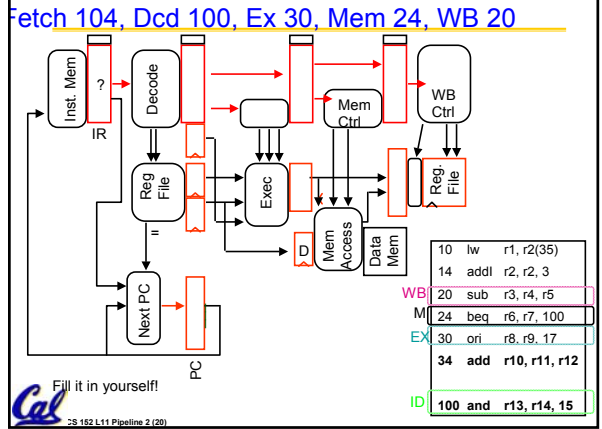 Fetch 104, Dcd 100, Ex 30, Mem 24, WB 20
Inst. Mem
?
IR
Decode
Mem
Ctrl
WB
Ctrl
Reg
File
=
Exec
D
Mem
Access
Data
Mem
Reg.
File
Next PC
PC
10 lw r1, r2(35)
14 addI r2, r2, 3
WB 20 sub r3, r4, r5
M 24 beq r6, r7, 100
EX 30 ori r8, r9, 17
34 add r10, r11, r12
ID 100 and r13, r14, 15
Fill it in yourself!
Cal
CS 152 L11 Pipeline 2 (20)